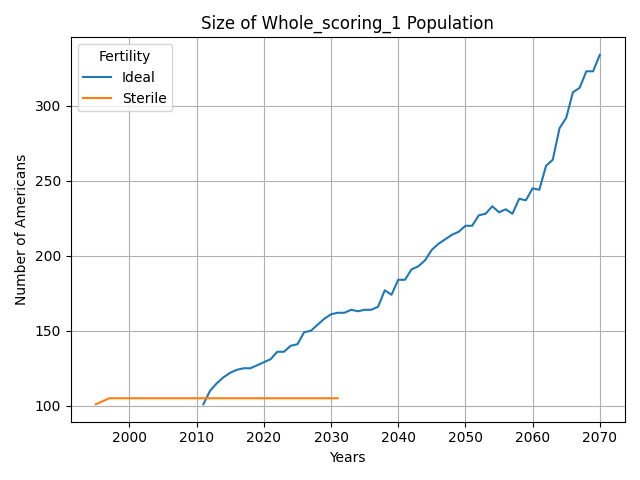 Size of Whole_scoring_1 Population
Fertility
Ideal
Sterile
Number of Americans
300
250
200
150
100
2000 2010 2020 2030 2040 2050 2060 2070
Years